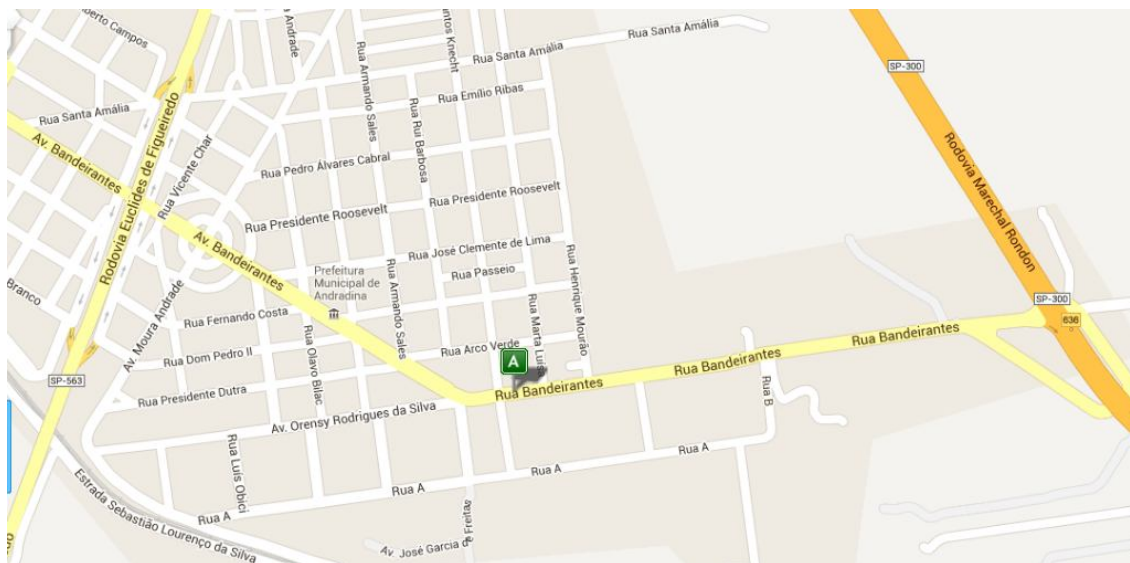 Campos
Andrade
Rua Armando Sales
Knecht
Rua Santa Amália
Rua Santa Amália
SP-300
Rua Santa Amália
Rua Emílio Ribas
Av. Bandeirantes
Rodovia Euclides de Figueiredo
Rua Vicente Char
Rua Pedro Álvares Cabral
Rua Rui Barbosa
Rodovia Marechal Rondon
Rua Presidente Roosevelt
Rua Presidente Roosevelt
Av. Bandeirantes
Rua José Clemente de Lima
Rua Passeio
Rua Henrique Mourão
Prefeitura
Municipal de
Andradina
Branco
Av. Moura Andrade
Rua Fernando Costa
Rua Armando Sales
SP-300
636
Rua Olavo Bilac
Rua Dom Pedro II
Rua Arco Verde
A
Rua Bandeirantes
Rua Bandeirantes
Rua Bandeirantes
SP-563
Rua Presidente Dutra
Av. Orensy Rodrigues da Silva
Rua B
Rua Luís Obici
Rua A
Rua A
Rua A
Estrada Sebastião Lourenço da Silva
Av. José Garcia de Freitas